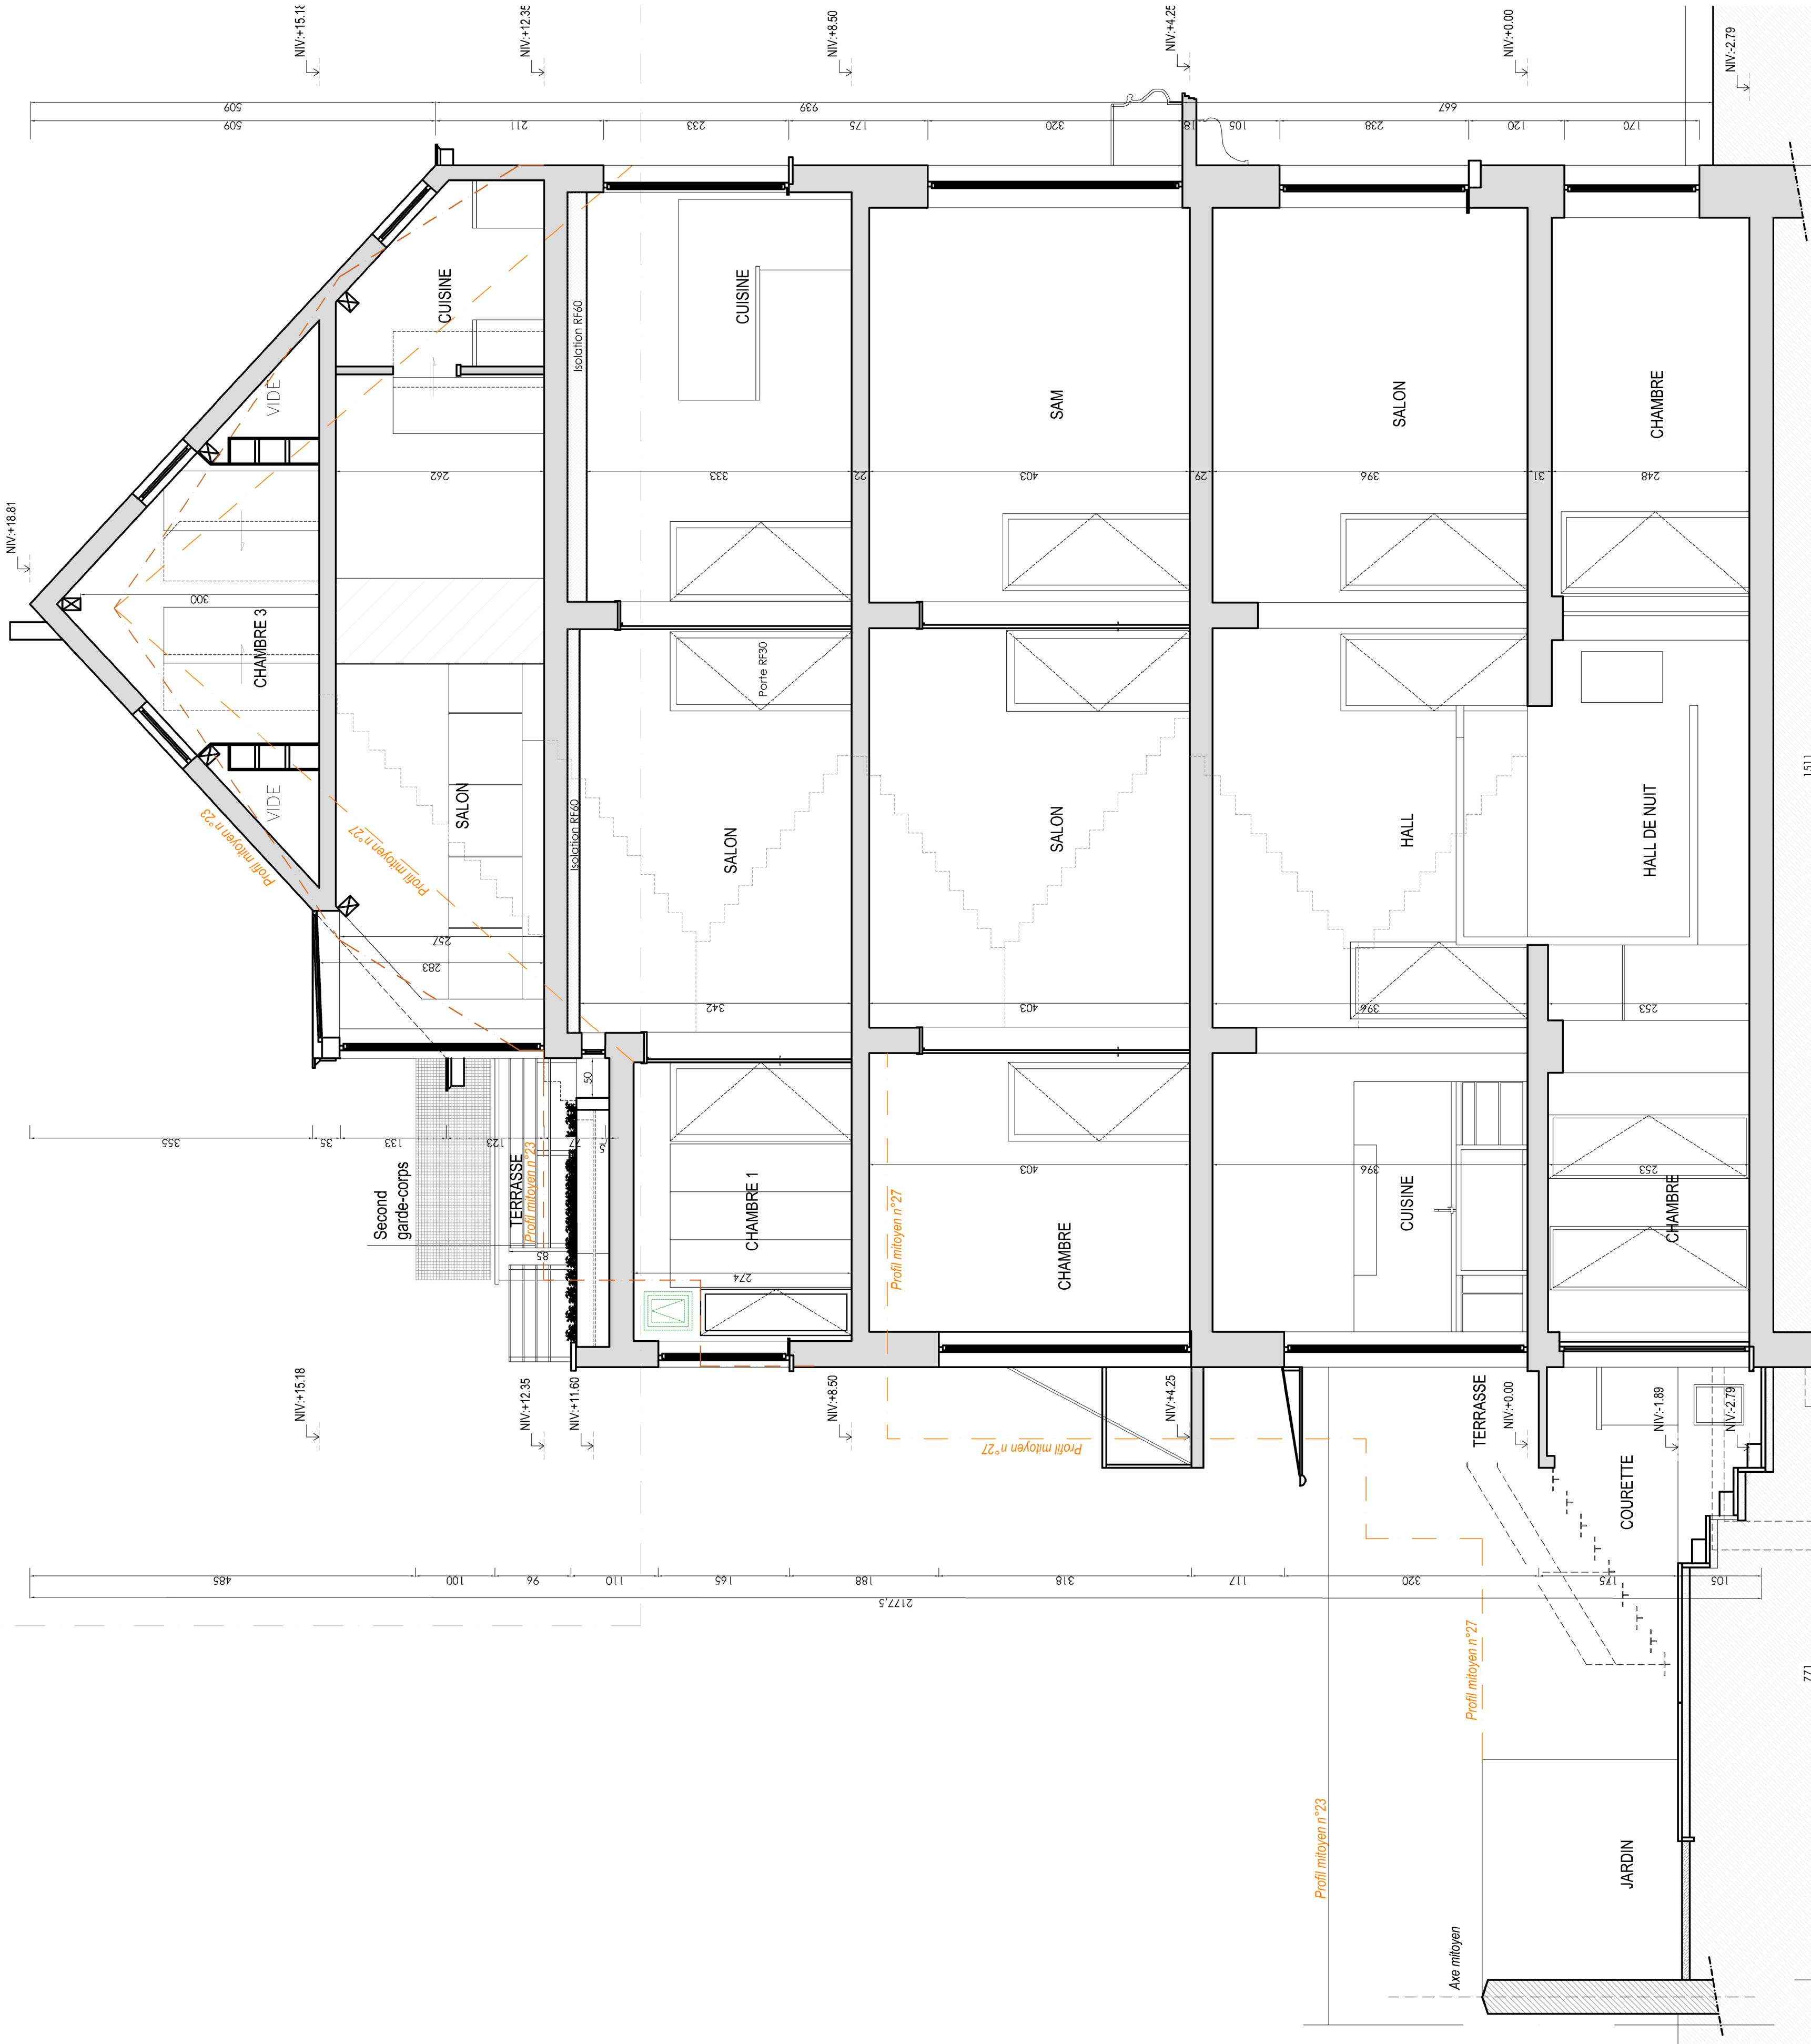 NIV:+18.81
NIV:+15.18
NIV:+12.35
NIV:+8.50
NIV:+4.25
NIV:+0.00
NIV:-2.79
509
939
667
509
211
233
175
320
18
105
238
120
170
CUISINE
CUISINE
SAM
SALON
CHAMBRE
Isolation RF60
VIDE
262
333
22
403
29
396
31
248
300
CHAMBRE 3
VIDE
SALON
SALON
SALON
HALL
HALL DE NUIT
Porte RF30
Isolation RF60
Profil mitoyen n°23
Profil mitoyen n°27
257
283
342
403
396
253
1511
50
355
35
133
123
77
5
Second
garde-corps
TERRASSE
Profil mitoyen n°23
85
CHAMBRE 1
274
403
396
253
CHAMBRE
CUISINE
CHAMBRE
Profil mitoyen n°27
NIV:+15.18
NIV:+12.35
NIV:+11.60
NIV:+8.50
NIV:+4.25
TERRASSE
NIV:+0.00
NIV:-1.89
NIV:-2.79
Profil mitoyen n°27
COURETTE
485
100
96
110
165
188
318
117
320
175
105
2177,5
Profil mitoyen n°27
771
Profil mitoyen n°23
JARDIN
Axe mitoyen